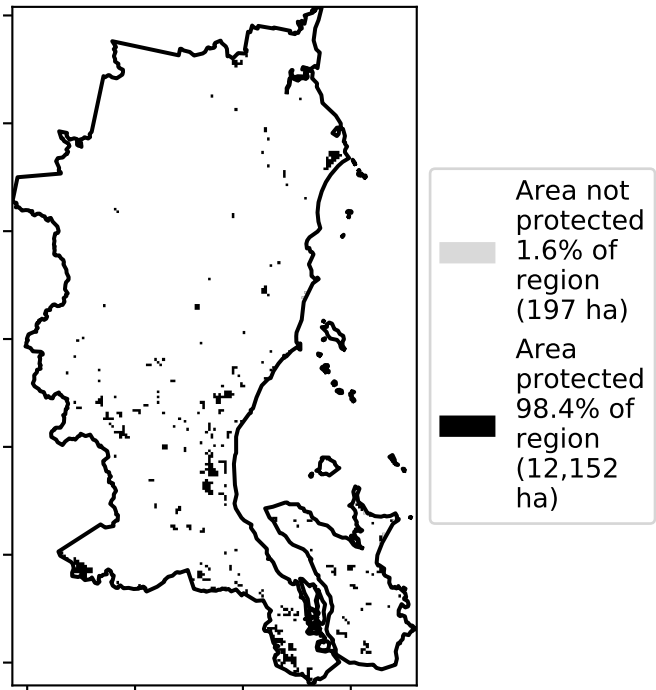 Area not
protected
1.6% of
region
(197 ha)
Area
protected
98.4% of
region
(12,152
ha)